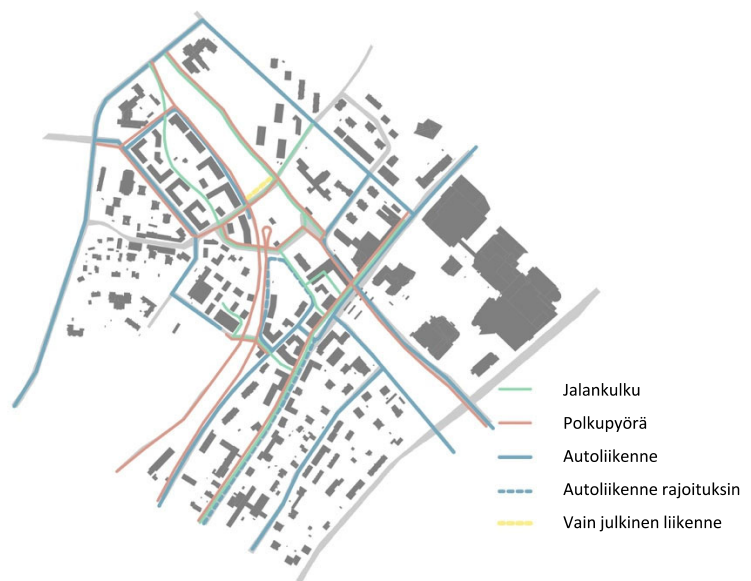 Jalankulku
Polkupyörä
Autoliikenne
Autoliikenne rajoituksin
Vain julkinen liikenne